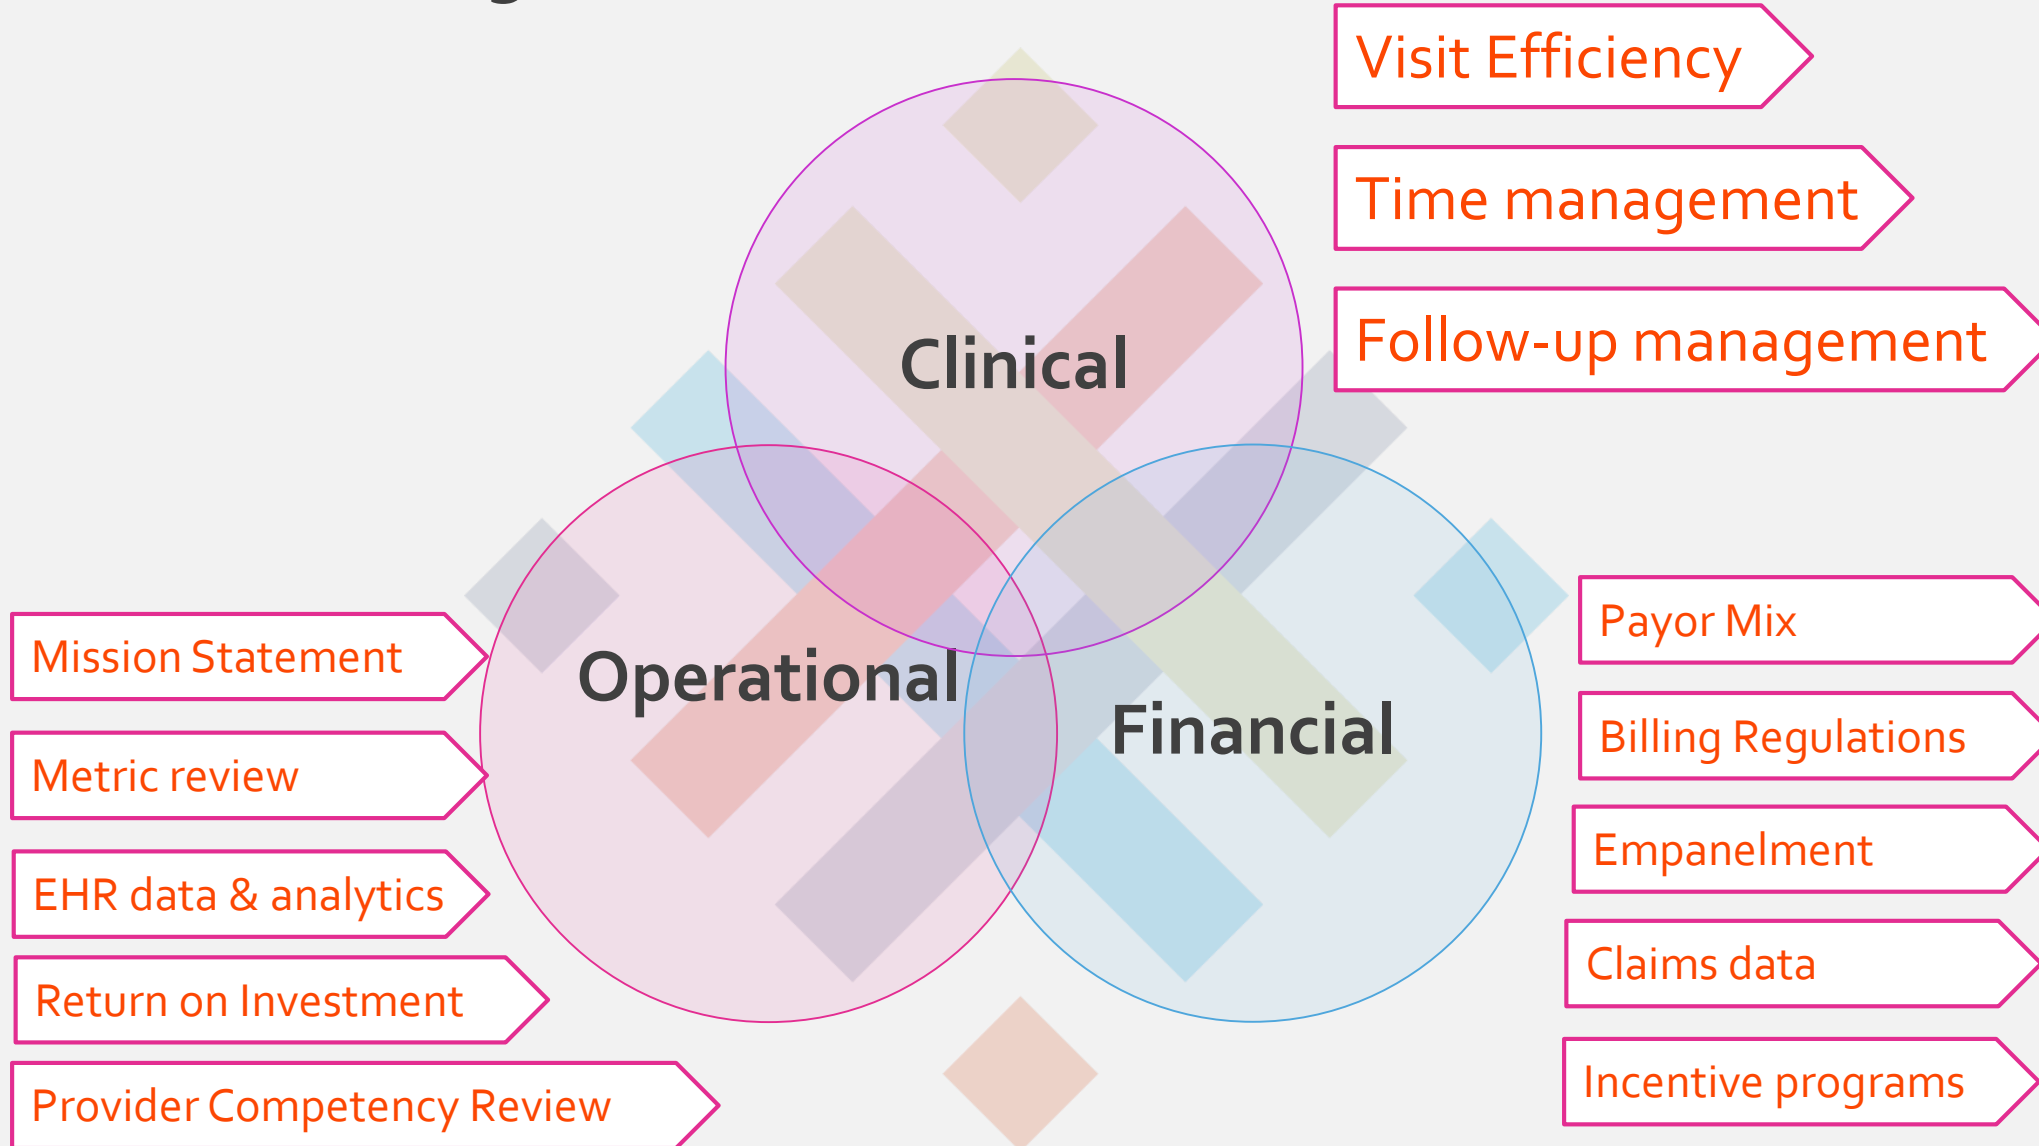 Visit Efficiency
Time management
Follow-up management
Clinical
Operational
Financial
Mission Statement
Metric review
EHR data & analytics
Return on Investment
Provider Competency Review
Payor Mix
Billing Regulations
Empanelment
Claims data
Incentive programs